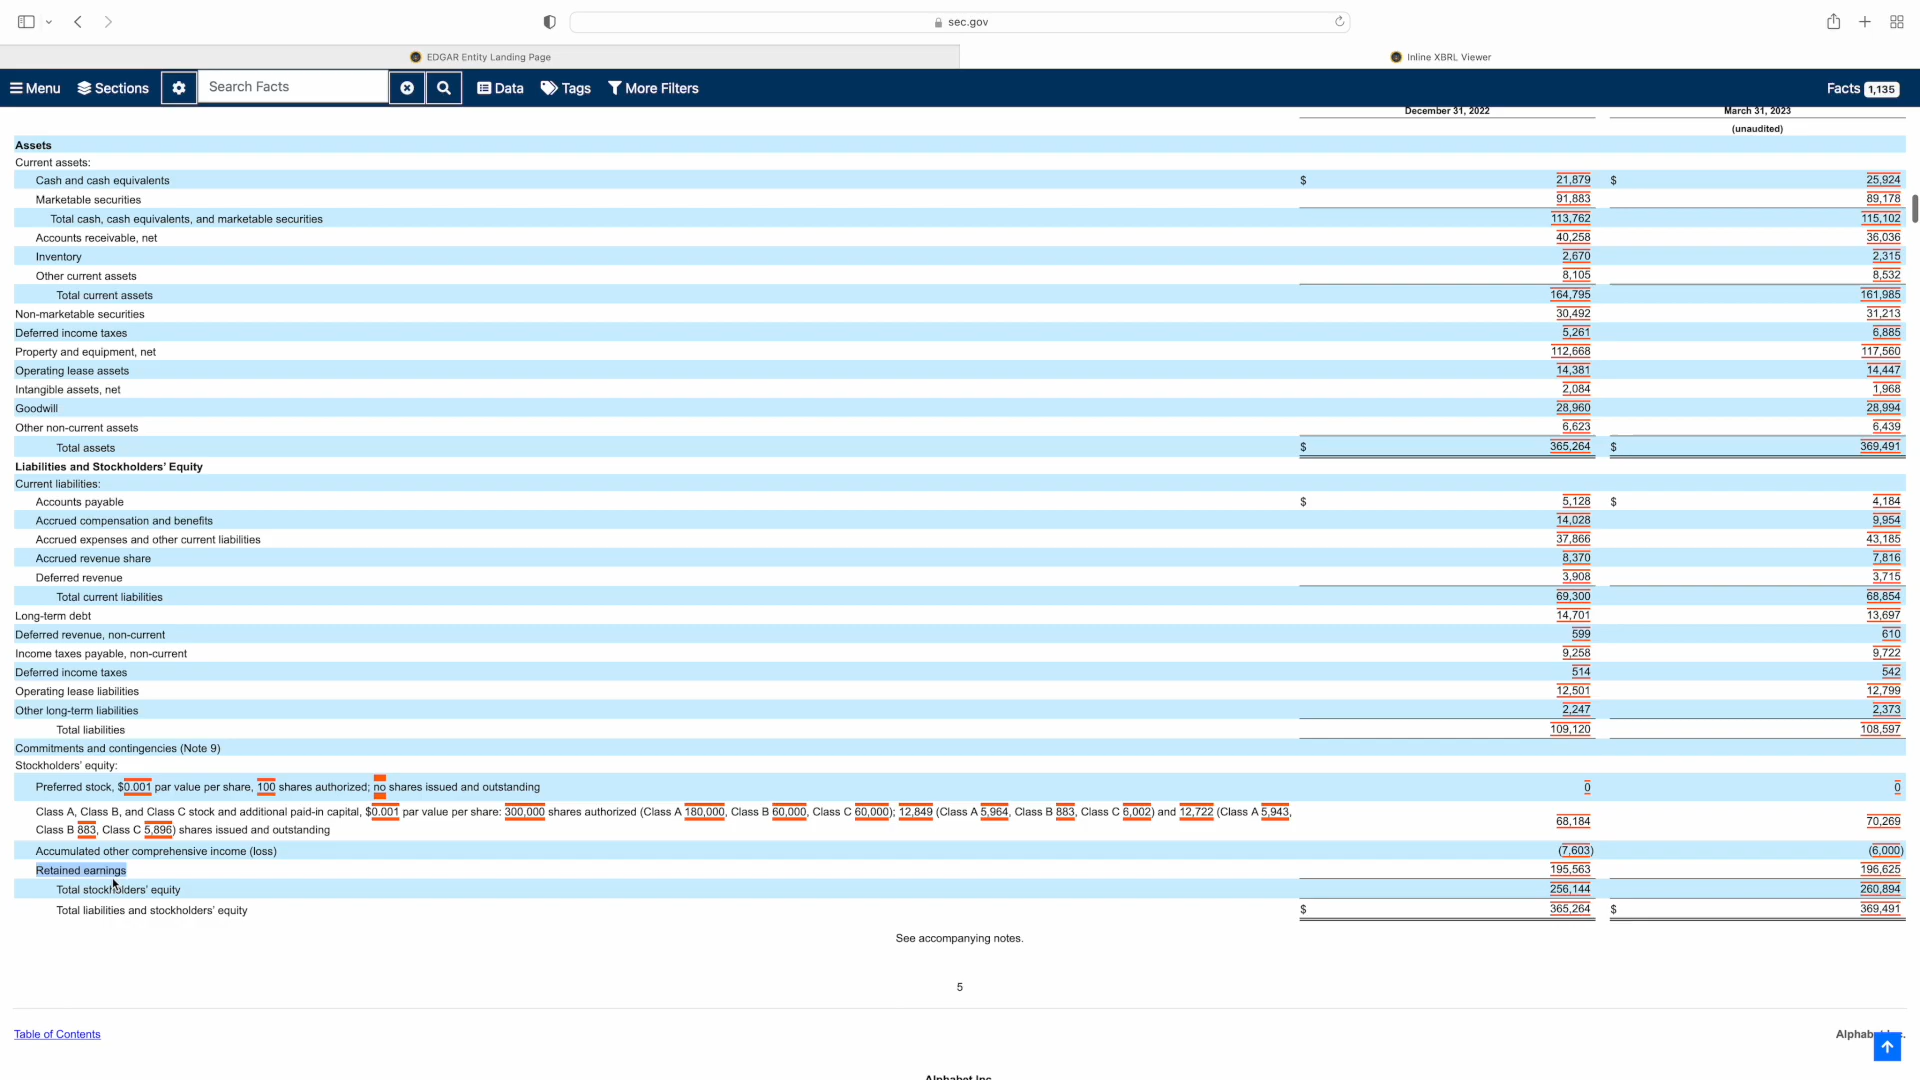 sec.gov
EDGAR Entity Landing Page
Inline XBRL Viewer
Menu Sections Search Facts Data Tags More Filters Facts 1,135
December 31, 2022 March 31, 2023
(unaudited)
Assets
Current assets:
Cash and cash equivalents $ 21,879 $ 25,924
Marketable securities 91,883 89,178
Total cash, cash equivalents, and marketable securities 113,762 115,102
Accounts receivable, net 40,258 36,036
Inventory 2,670 2,315
Other current assets 8,105 8,532
Total current assets 164,795 161,985
Non-marketable securities 30,492 31,213
Deferred income taxes 5,261 6,885
Property and equipment, net 112,668 117,560
Operating lease assets 14,381 14,447
Intangible assets, net 2,084 1,968
Goodwill 28,960 28,994
Other non-current assets 6,623 6,439
Total assets $ 365,264 $ 369,491
Liabilities and Stockholders’ Equity
Current liabilities:
Accounts payable $ 5,128 $ 4,184
Accrued compensation and benefits 14,028 9,954
Accrued expenses and other current liabilities 37,866 43,185
Accrued revenue share 8,370 7,816
Deferred revenue 3,908 3,715
Total current liabilities 69,300 68,854
Long-term debt 14,701 13,697
Deferred revenue, non-current 599 610
Income taxes payable, non-current 9,258 9,722
Deferred income taxes 514 542
Operating lease liabilities 12,501 12,799
Other long-term liabilities 2,247 2,373
Total liabilities 109,120 108,597
Commitments and contingencies (Note 9)
Stockholders’ equity:
Preferred stock, $0.001 par value per share, 100 shares authorized; no shares issued and outstanding 0 0
Class A, Class B, and Class C stock and additional paid-in capital, $0.001 par value per share: 300,000 shares authorized (Class A 180,000, Class B 60,000, Class C 60,000); 12,849 (Class A 5,964, Class B 883, Class C 6,002) and 12,722 (Class A 5,943,
Class B 883, Class C 5,896) shares issued and outstanding 68,184 70,269
Accumulated other comprehensive income (loss) (7,603) (6,000)
Retained earnings 195,563 196,625
Total stockholders’ equity 256,144 260,894
Total liabilities and stockholders’ equity $ 365,264 $ 369,491
See accompanying notes.
5
Table of Contents
Alphabet Inc.